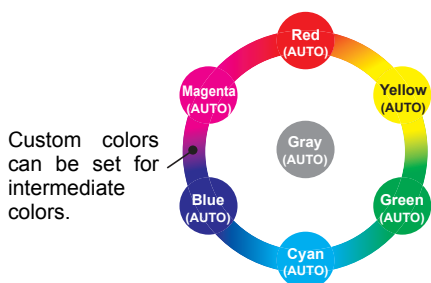 Red
(AUTO)
Magenta
(AUTO)
Yellow
(AUTO)
Custom colors
can be set for
intermediate
colors.
Gray
(AUTO)
Blue
(AUTO)
Green
(AUTO)
Cyan
(AUTO)